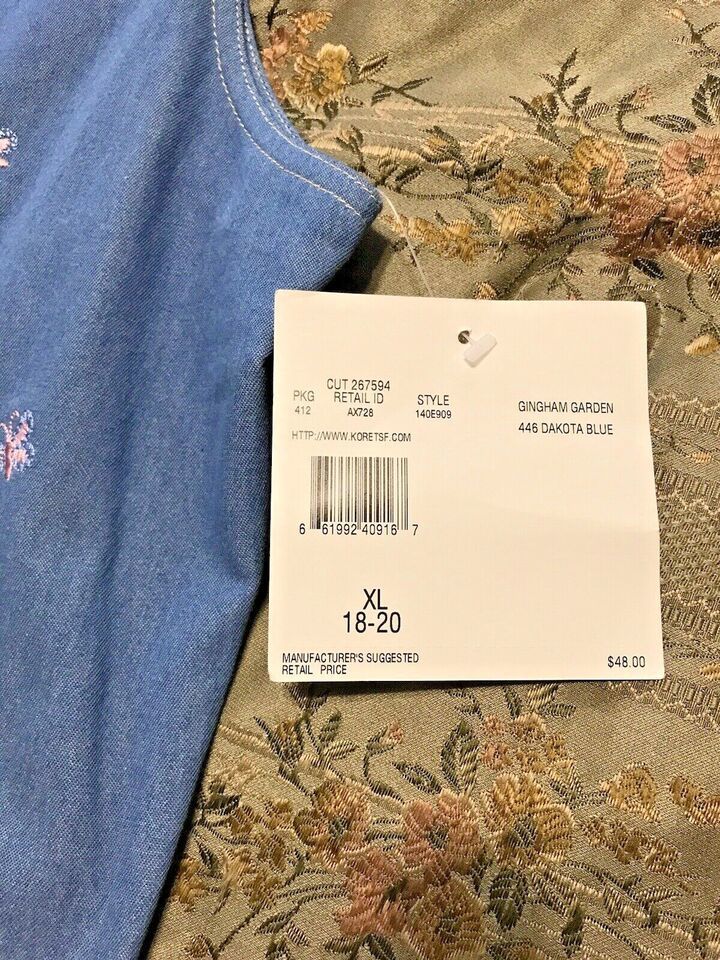 CUT 267594
PKG RETAIL ID STYLE
412 AX728 140E909
HTTP://WWW.KORETSF.COM
GINGHAM GARDEN
446 DAKOTA BLUE
6 61992 40916 7
XL
18-20
MANUFACTURER'S SUGGESTED
RETAIL PRICE
$48.00